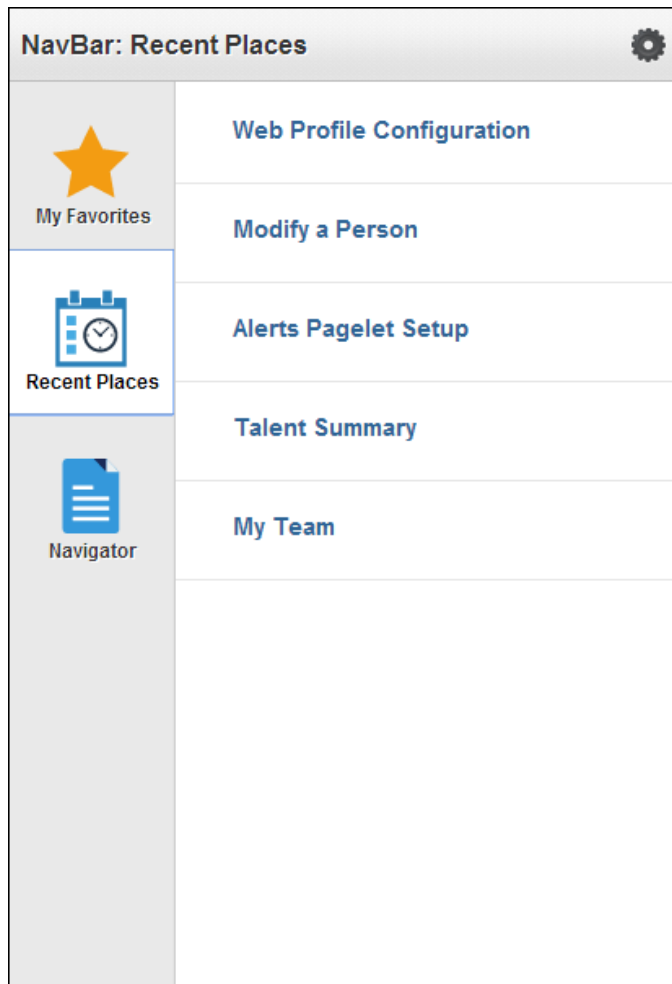 NavBar: Recent Places
My Favorites
Recent Places
Navigator
Web Profile Configuration
Modify a Person
Alerts Pagelet Setup
Talent Summary
My Team